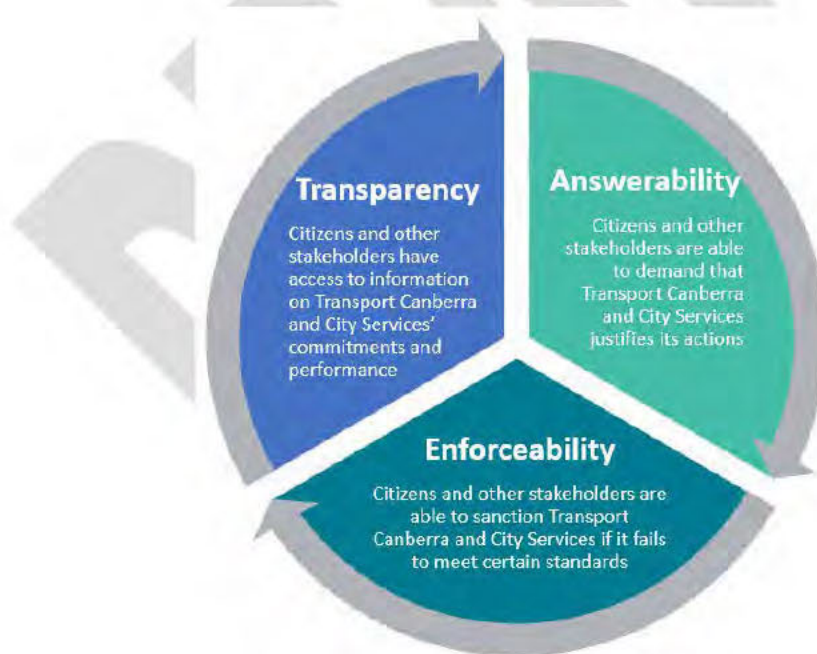 Transparency
Citizens and other
stakeholders have
access to information
on Transport Canberra
and City Services’
commitments and
performance
Answerability
Citizens and other
stakeholders are able
to demand that
Transport Canberra
and City Services
justifies its actions
Enforceability
Citizens and other stakeholders are
able to sanction Transport
Canberra and City Services if it fails
to meet certain standards